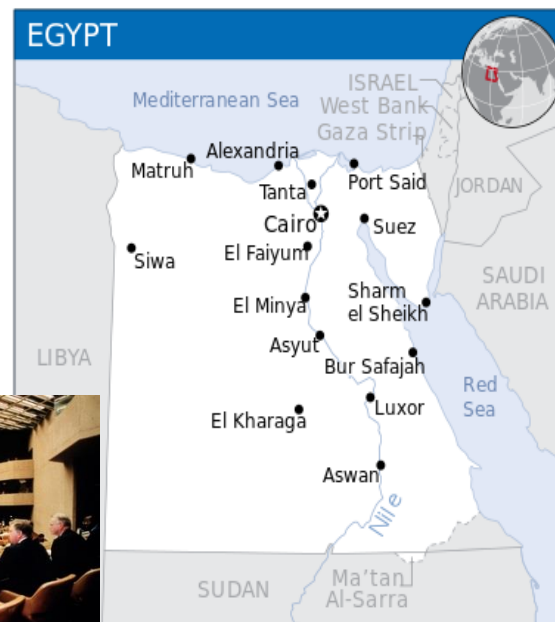 EGYPT
ISRAEL
West Bank
Gaza Strip
Mediterranean Sea
Alexandria
Matruh
Port Said
Tanta
JORDAN
Cairo
Suez
Siwa
El Faiyum
SAUDI
ARABIA
El Minya
Sharm
el Sheikh
Asyut
LIBYA
Bur Safajah
Red
Sea
Luxor
El Kharaga
Aswan
Nile
SUDAN
Ma'tan
Al-Sarra